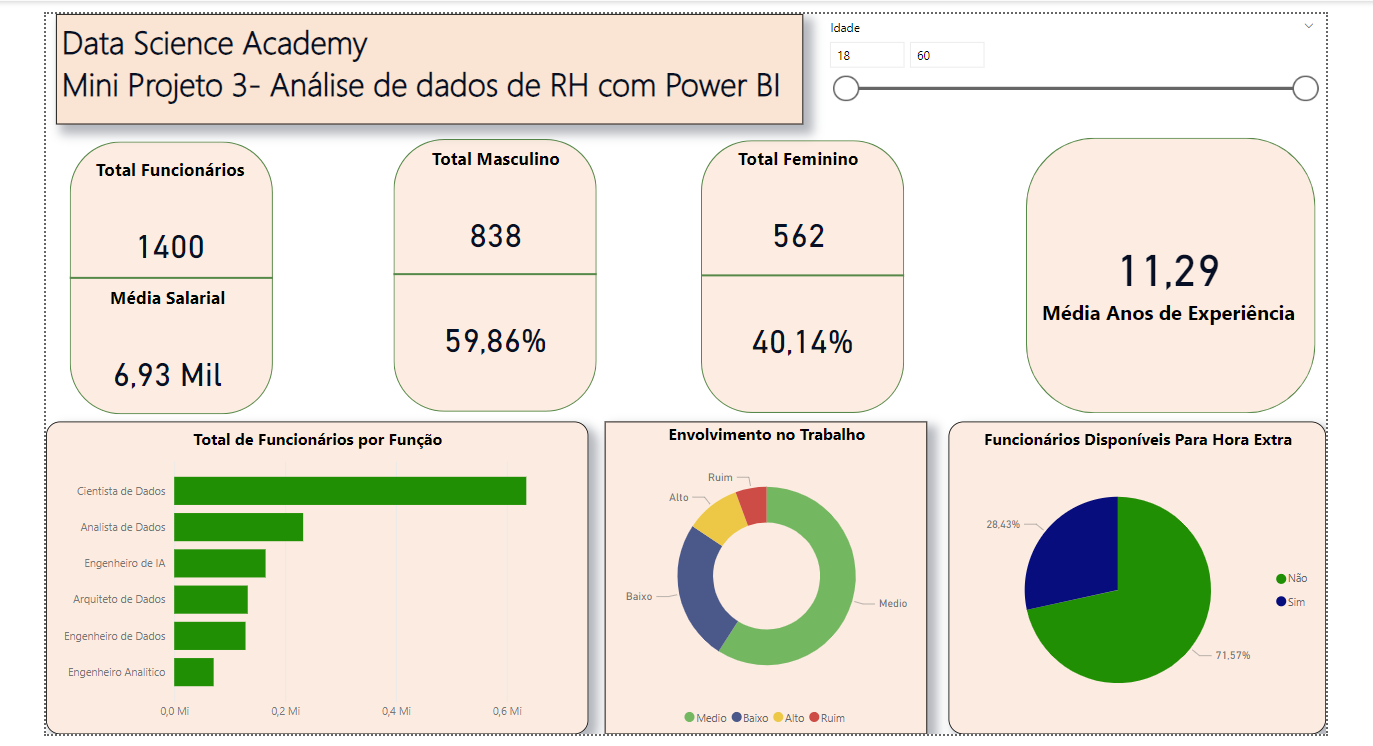 Data Science Academy
Mini Projeto 3- Análise de dados de RH com Power BI
Idade
18
60
Total Funcionários
1400
Média Salarial
6,93 Mil
Total Masculino
838
59,86%
Total Feminino
562
40,14%
11,29
Média Anos de Experiência
Total de Funcionários por Função
Cientista de Dados
Analista de Dados
Engenheiro de IA
Arquiteto de Dados
Engenheiro de Dados
Engenheiro Analítico
0,0 Mi 0,2 Mi 0,4 Mi 0,6 Mi
Envolvimento no Trabalho
Ruim
Alto
Baixo
Medio
Medio Baixo Alto Ruim
Funcionários Disponíveis Para Hora Extra
28,43%
71,57%
Não
Sim